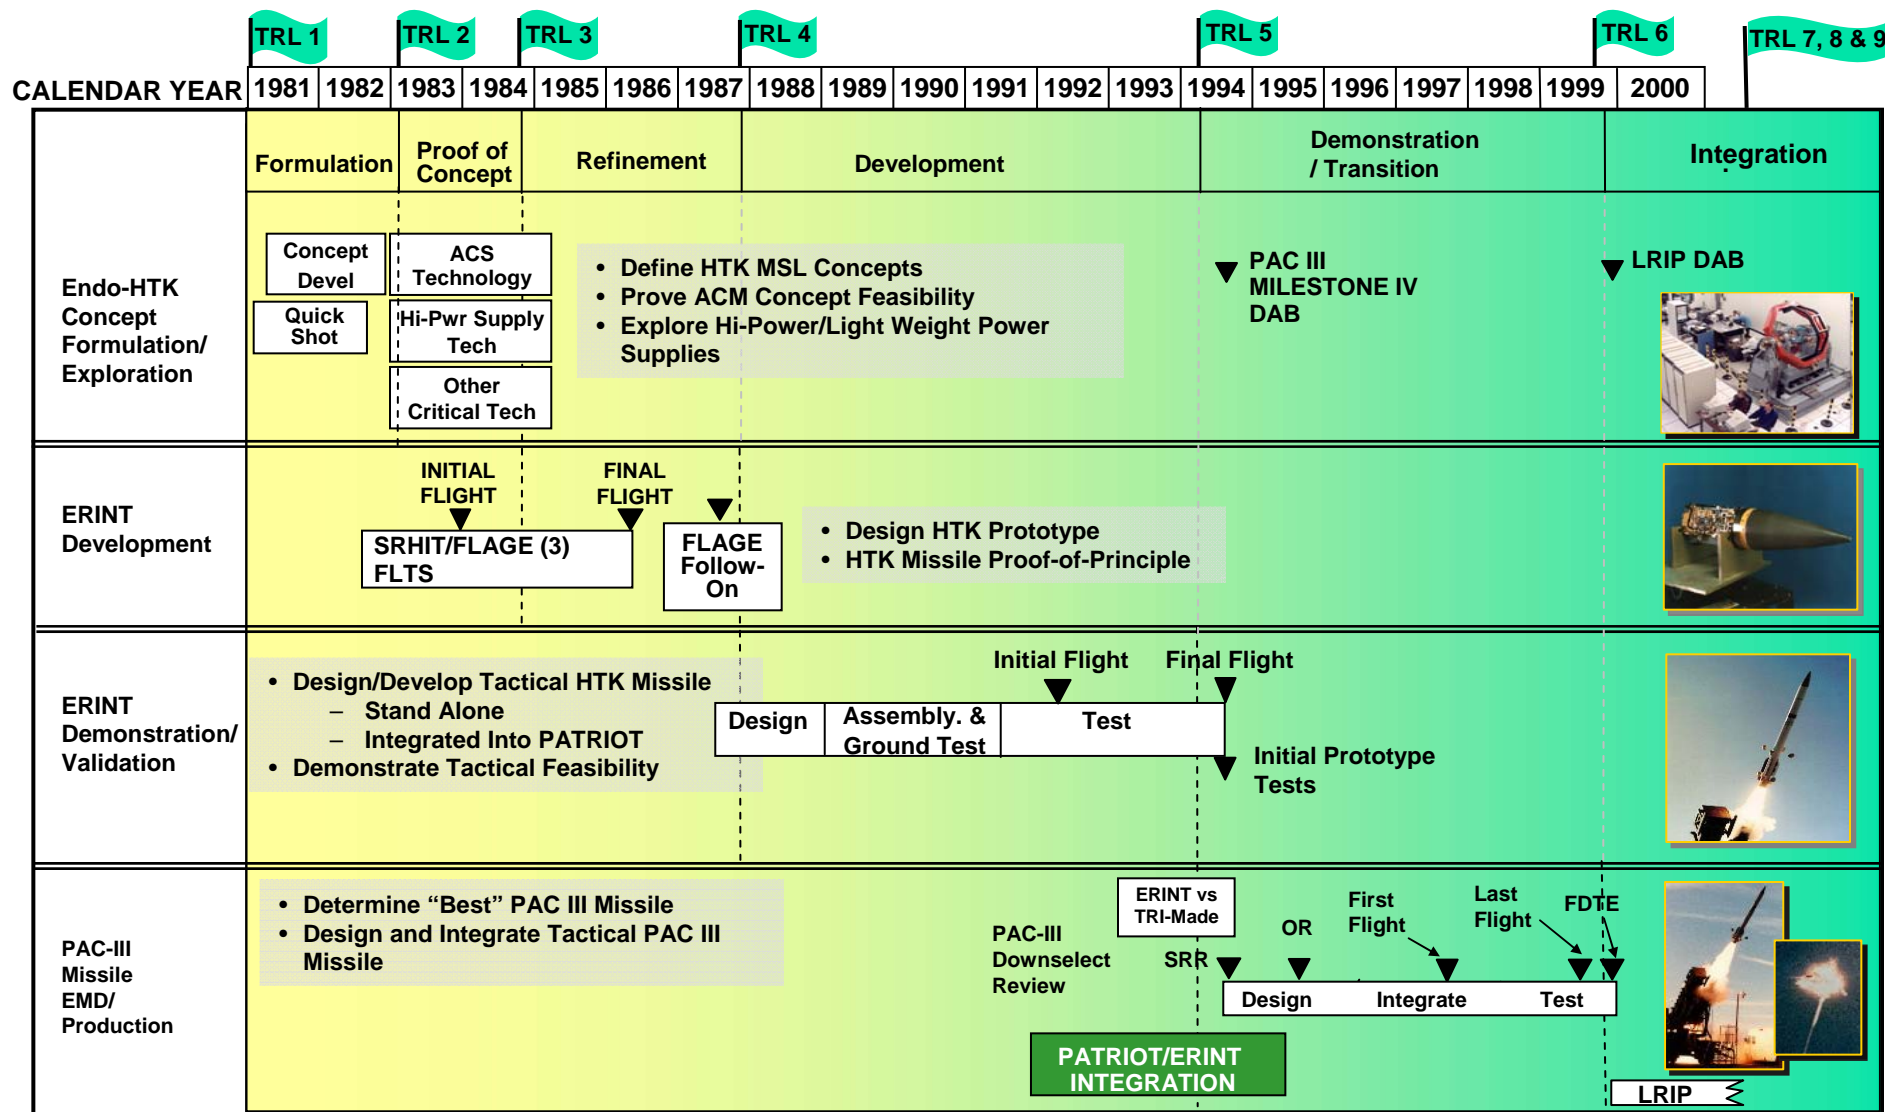 TRL 1
TRL 2
TRL 3
TRL 4
TRL 5
TRL 6
TRL 7, 8 & 9
CALENDAR YEAR 1981 1982 1983 1984 1985 1986 1987 1988 1989 1990 1991 1992 1993 1994 1995 1996 1997 1998 1999 2000
Formulation
Proof of
Concept
Refinement
Development
Demonstration
/ Transition
Integration
Endo-HTK
Concept
Formulation/
Exploration
Concept
Devel
Quick
Shot
ACS
Technology
Hi-Pwr Supply
Tech
Other
Critical Tech
• Define HTK MSL Concepts
• Prove ACM Concept Feasibility
• Explore Hi-Power/Light Weight Power
Supplies
PAC III
MILESTONE IV
DAB
LRIP DAB
ERINT
Development
INITIAL
FLIGHT
FINAL
FLIGHT
SRHIT/FLAGE (3)
FLTS
FLAGE
Follow-
On
• Design HTK Prototype
• HTK Missile Proof-of-Principle
ERINT
Demonstration/
Validation
• Design/Develop Tactical HTK Missile
– Stand Alone
– Integrated Into PATRIOT
• Demonstrate Tactical Feasibility
Initial Flight
Final Flight
Design
Assembly. &
Ground Test
Test
Initial Prototype
Tests
PAC-III
Missile
EMD/
Production
• Determine “Best” PAC III Missile
• Design and Integrate Tactical PAC III
Missile
PAC-III
Downselect
Review
ERINT vs
TRI-Made
SRR
OR
First
Flight
Last
Flight
FDTE
Design
Integrate
Test
PATRIOT/ERINT
INTEGRATION
LRIP